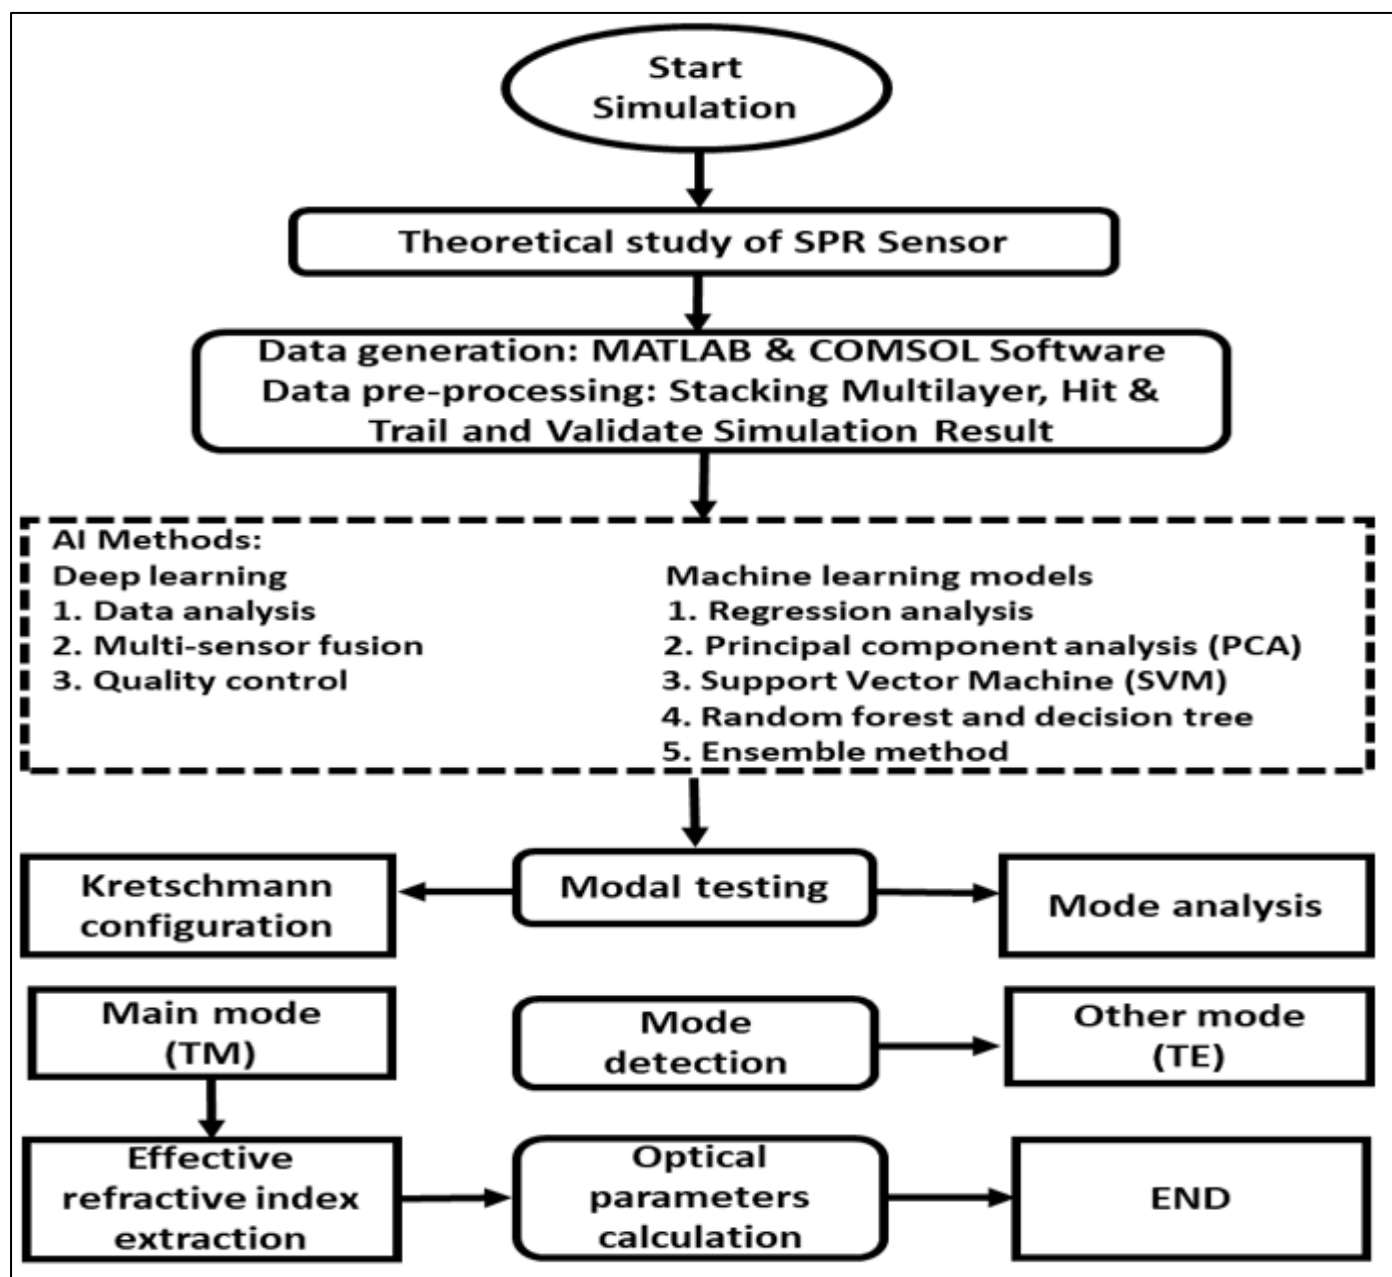 Start
Simulation
Theoretical study of SPR Sensor
Data generation: MATLAB & COMSOL Software
Data pre-processing: Stacking Multilayer, Hit &
Trail and Validate Simulation Result
AI Methods:
Deep learning
1. Data analysis
2. Multi-sensor fusion
3. Quality control
Machine learning models
1. Regression analysis
2. Principal component analysis (PCA)
3. Support Vector Machine (SVM)
4. Random forest and decision tree
5. Ensemble method
Kretschmann
configuration
Modal testing
Mode analysis
Main mode
(TM)
Mode
detection
Other mode
(TE)
Effective
refractive index
extraction
Optical
parameters
calculation
END